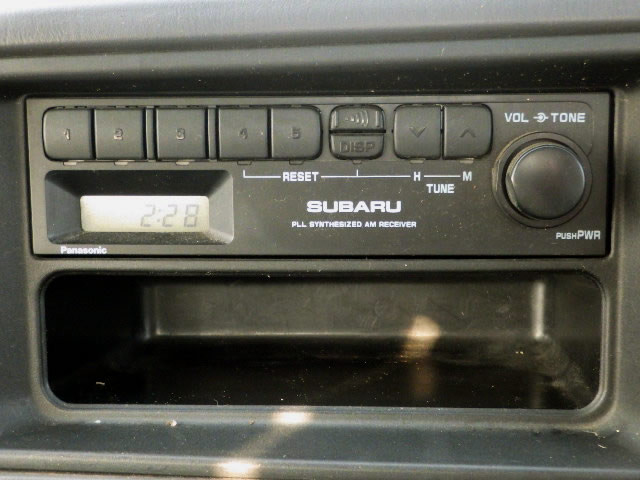 VOL TONE
1 2 3 4 5 DISP
RESET H M
TUNE
2:28
SUBARU
PLL SYNTHESIZED AM RECEIVER
PUSH PWR
Panasonic